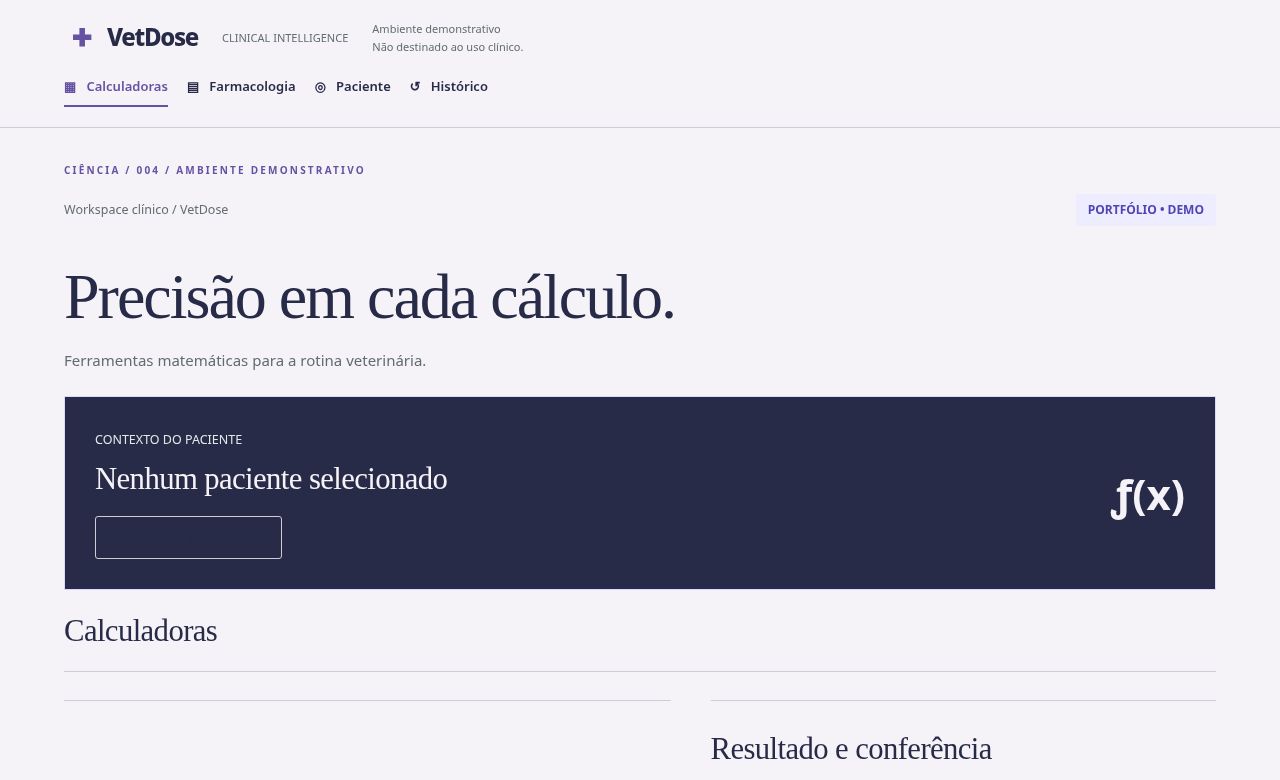 VetDose
CLINICAL INTELLIGENCE
Ambiente demonstrativo
Não destinado ao uso clínico.
Calculadoras
Farmacologia
Paciente
Histórico
CIÊNCIA / 004 / AMBIENTE DEMONSTRATIVO
Workspace clínico / VetDose
PORTFÓLIO • DEMO
Precisão em cada cálculo.
Ferramentas matemáticas para a rotina veterinária.
CONTEXTO DO PACIENTE
Nenhum paciente selecionado
ƒ(x)
Calculadoras
Resultado e conferência